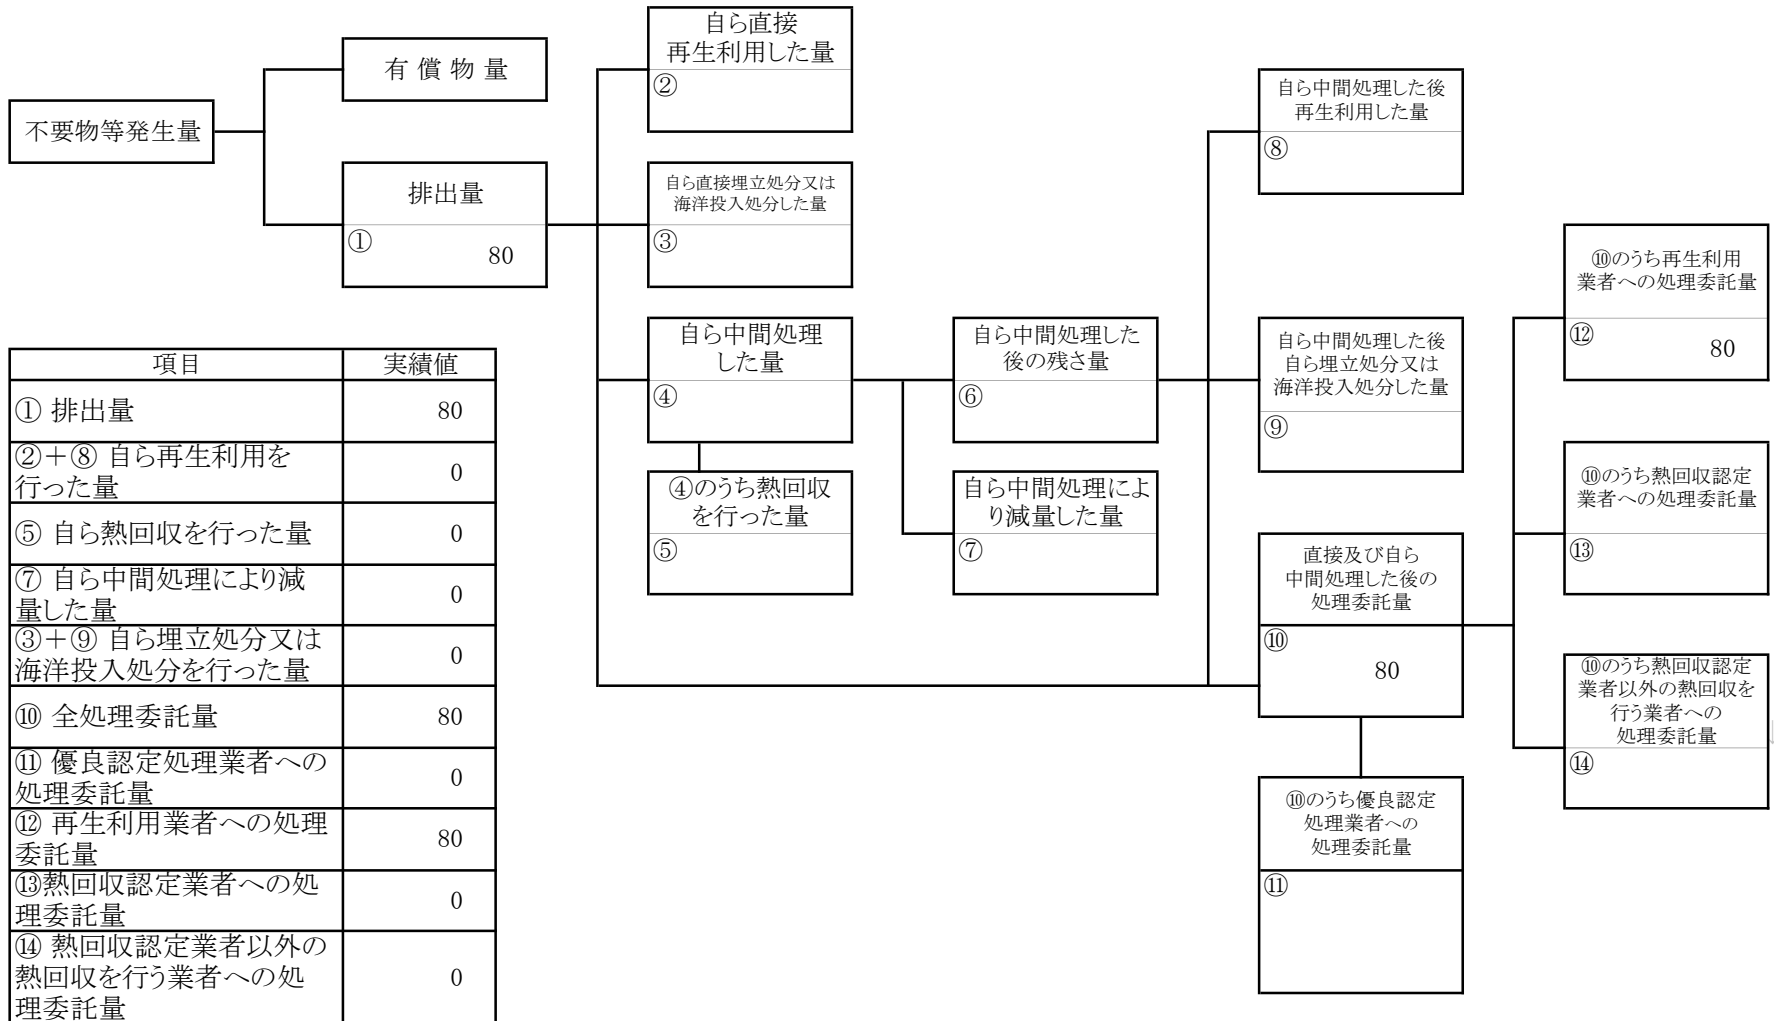 自ら直接
再生利用した量
②
有 償 物 量
自ら中間処理した後
再生利用した量
⑧
不要物等発生量
排出量
①
80
自ら直接埋立処分又は
海洋投入処分した量
③
⑩のうち再生利用
業者への処理委託量
⑫
80
自ら中間処理
した量
④
自ら中間処理した
後の残さ量
⑥
自ら中間処理した後
自ら埋立処分又は
海洋投入処分した量
⑨
④のうち熱回収
を行った量
⑤
自ら中間処理によ
り減量した量
⑦
⑩のうち熱回収認定
業者への処理委託量
⑬
直接及び自ら
中間処理した後の
処理委託量
⑩
80
⑩のうち熱回収認定
業者以外の熱回収を
行う業者への
処理委託量
⑭
⑩のうち優良認定
処理業者への
処理委託量
⑪
項目 実績値
① 排出量 80
②＋⑧ 自ら再生利用を
行った量 0
⑤ 自ら熱回収を行った量 0
⑦ 自ら中間処理により減
量した量 0
③＋⑨ 自ら埋立処分又は
海洋投入処分を行った量 0
⑩ 全処理委託量 80
⑪ 優良認定処理業者への
処理委託量 0
⑫ 再生利用業者への処理
委託量 80
⑬熱回収認定業者への処
理委託量 0
⑭ 熱回収認定業者以外の
熱回収を行う業者への処
理委託量 0